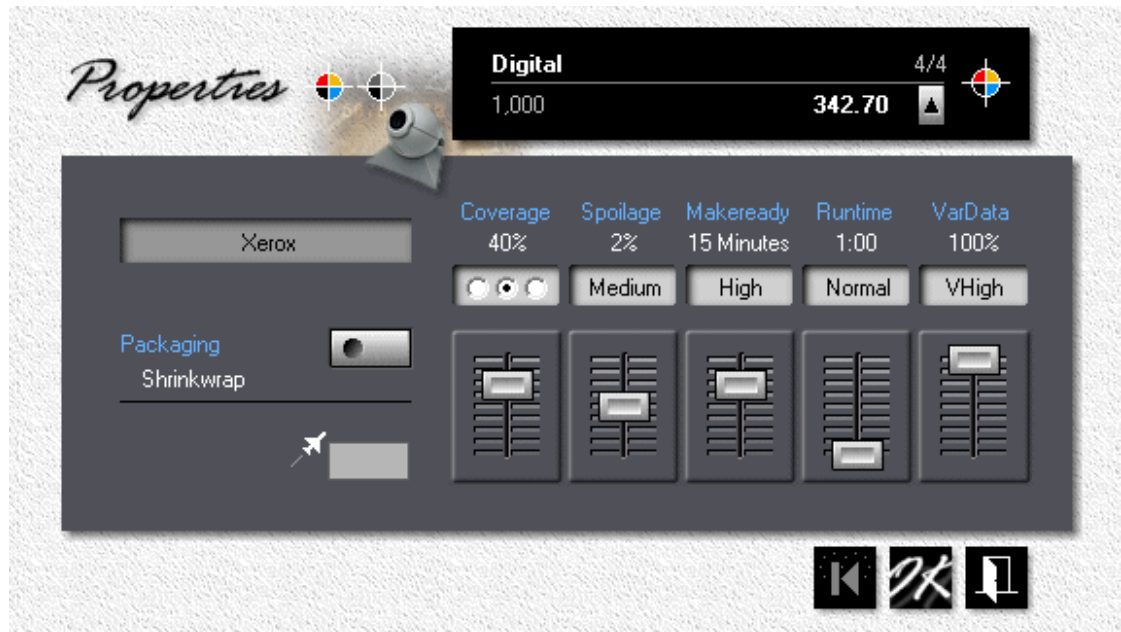 Properties
Digital 4/4
1,000 342.70
Xerox
Coverage Spoilage Makeready Runtime VarData
40% 2% 15 Minutes 1:00 100%
Medium High Normal VHigh
Packaging
Shrinkwrap
OK